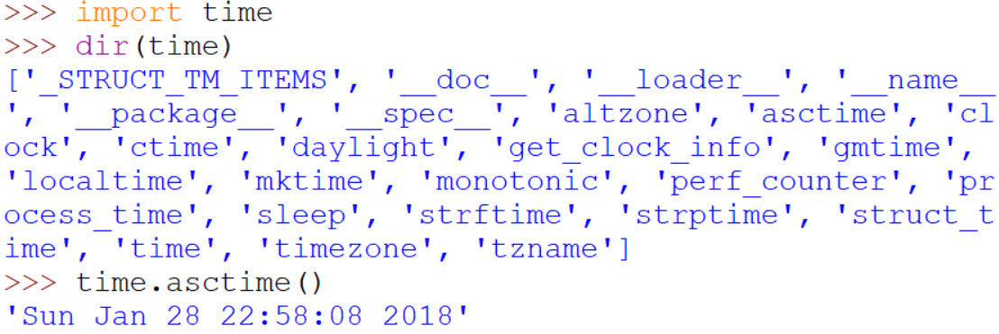 >>> import time
>>> dir(time)
['_STRUCT_TM_ITEMS', '__doc__', '__loader__', '__name__
', '__package__', '__spec__', 'altzone', 'asctime', 'cl
ock', 'ctime', 'daylight', 'get_clock_info', 'gmtime',
'localtime', 'mktime', 'monotonic', 'perf_counter', 'pr
ocess_time', 'sleep', 'strftime', 'strptime', 'struct_t
ime', 'time', 'timezone', 'tzname']
>>> time.asctime()
'Sun Jan 28 22:58:08 2018'